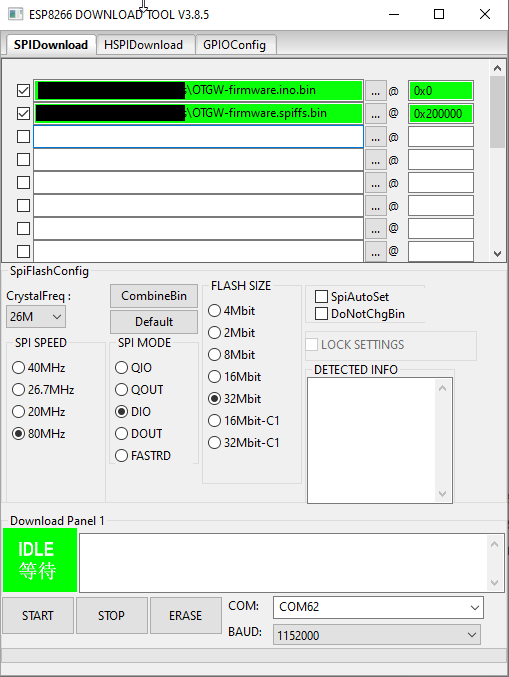 ESP8266 DOWNLOAD TOOL V3.8.5
SPIDownload HSPIDownload GPIOConfig
\OTGW-firmware.ino.bin ... @ 0x0
\OTGW-firmware.spiffs.bin ... @ 0x200000
... @
... @
... @
... @
... @
... @
SpiFlashConfig
CrystalFreq :
26M
CombineBin
Default
SPI SPEED
40MHz
26.7MHz
20MHz
80MHz
SPI MODE
QIO
QOUT
DIO
DOUT
FASTRD
FLASH SIZE
4Mbit
2Mbit
8Mbit
16Mbit
32Mbit
16Mbit-C1
32Mbit-C1
SpiAutoSet
DoNotChgBin
LOCK SETTINGS
DETECTED INFO
Download Panel 1
IDLE
等待
START STOP ERASE
COM: COM62
BAUD: 1152000